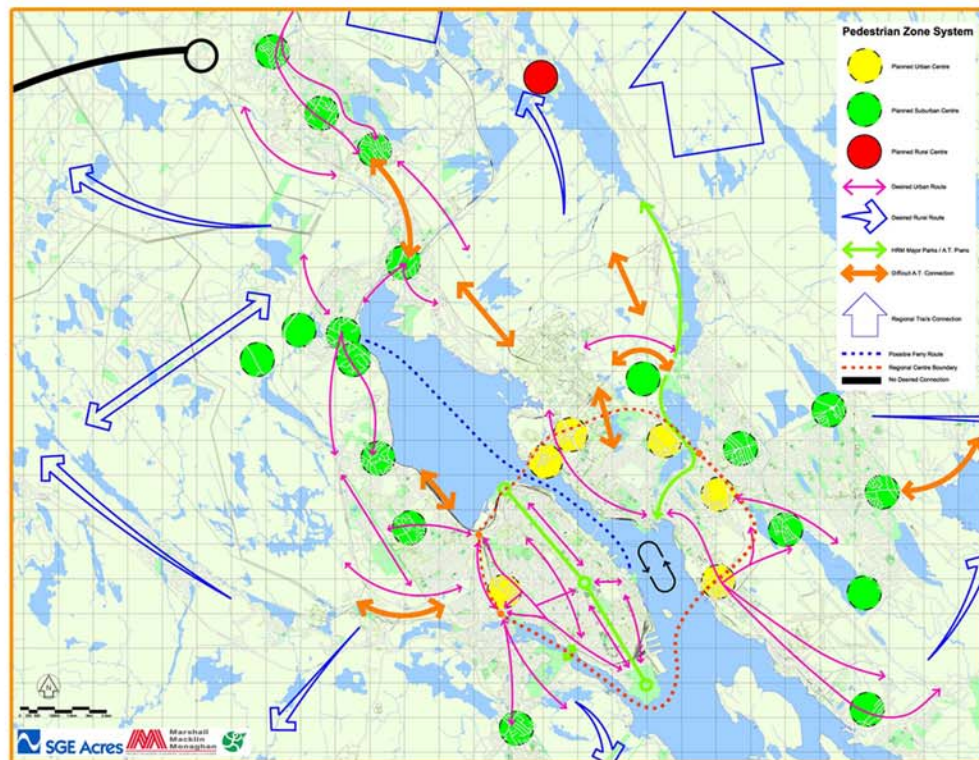 Pedestrian Zone System
Planned Urban Centre
Planned Suburban Centre
Planned Rural Centre
Desired Urban Route
Desired Rural Route
HRM Major Parks / A.T. Plans
Difficult A.T. Connection
Regional Trails Connection
Possible Ferry Route
Regional Centre Boundary
No Desired Connection
N
SGE Acres
Marshall
Macklin
Monaghan